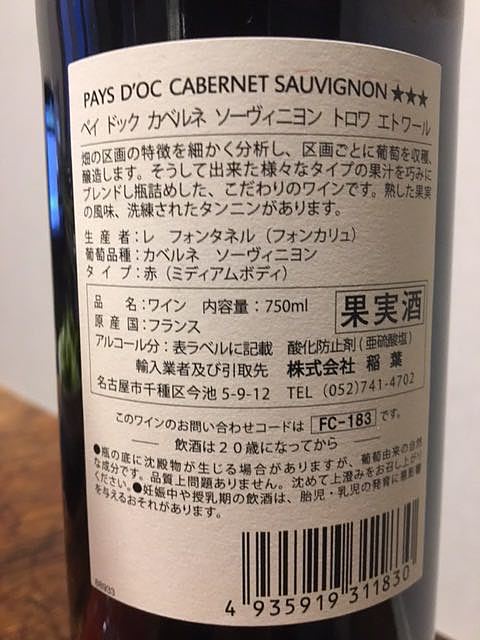 PAYS D'OC CABERNET SAUVIGNON ★★★
ペイ ドック カベルネ ソーヴィニヨン トロワ エトワール
畑の区画の特徴を細かく分析し、区画ごとに葡萄を収穫、
醸造します。そうして出来た様々なタイプの果汁を巧みに
ブレンドし瓶詰めした、こだわりのワインです。熟した果実
の風味、洗練されたタンニンがあります。
生産者：レ フォンタネル（フォンカリュ）
葡萄品種：カベルネ ソーヴィニヨン
タイプ：赤（ミディアムボディ）
品名：ワイン 内容量：750ml
果実酒
原産国：フランス
アルコール分：表ラベルに記載 酸化防止剤（亜硫酸塩）
輸入業者及び引取先 株式会社 稲葉
名古屋市千種区今池5-9-12 TEL (052)741-4702
このワインのお問い合わせコードは FC-183 です。
飲酒は20歳になってから
●瓶の底に沈殿物が生じる場合がありますが、葡萄由来の自然
な成分です。品質上問題ありません。沈めて上澄みをお召し上がり
ください。●妊娠中や授乳期の飲酒は、胎児・乳児の発育に悪影響
を与えるおそれがあります。
88933
4 935919 311830